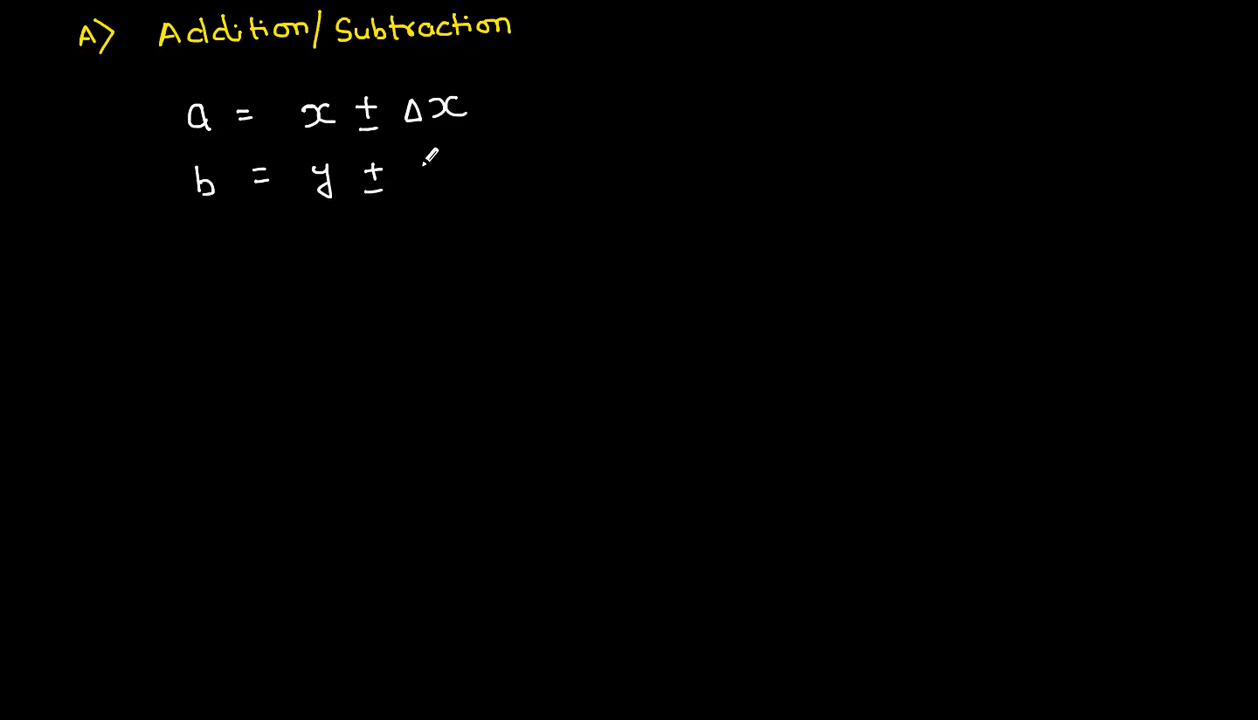 A> Addition/Subtraction
a = x ± Δx
b = y ±